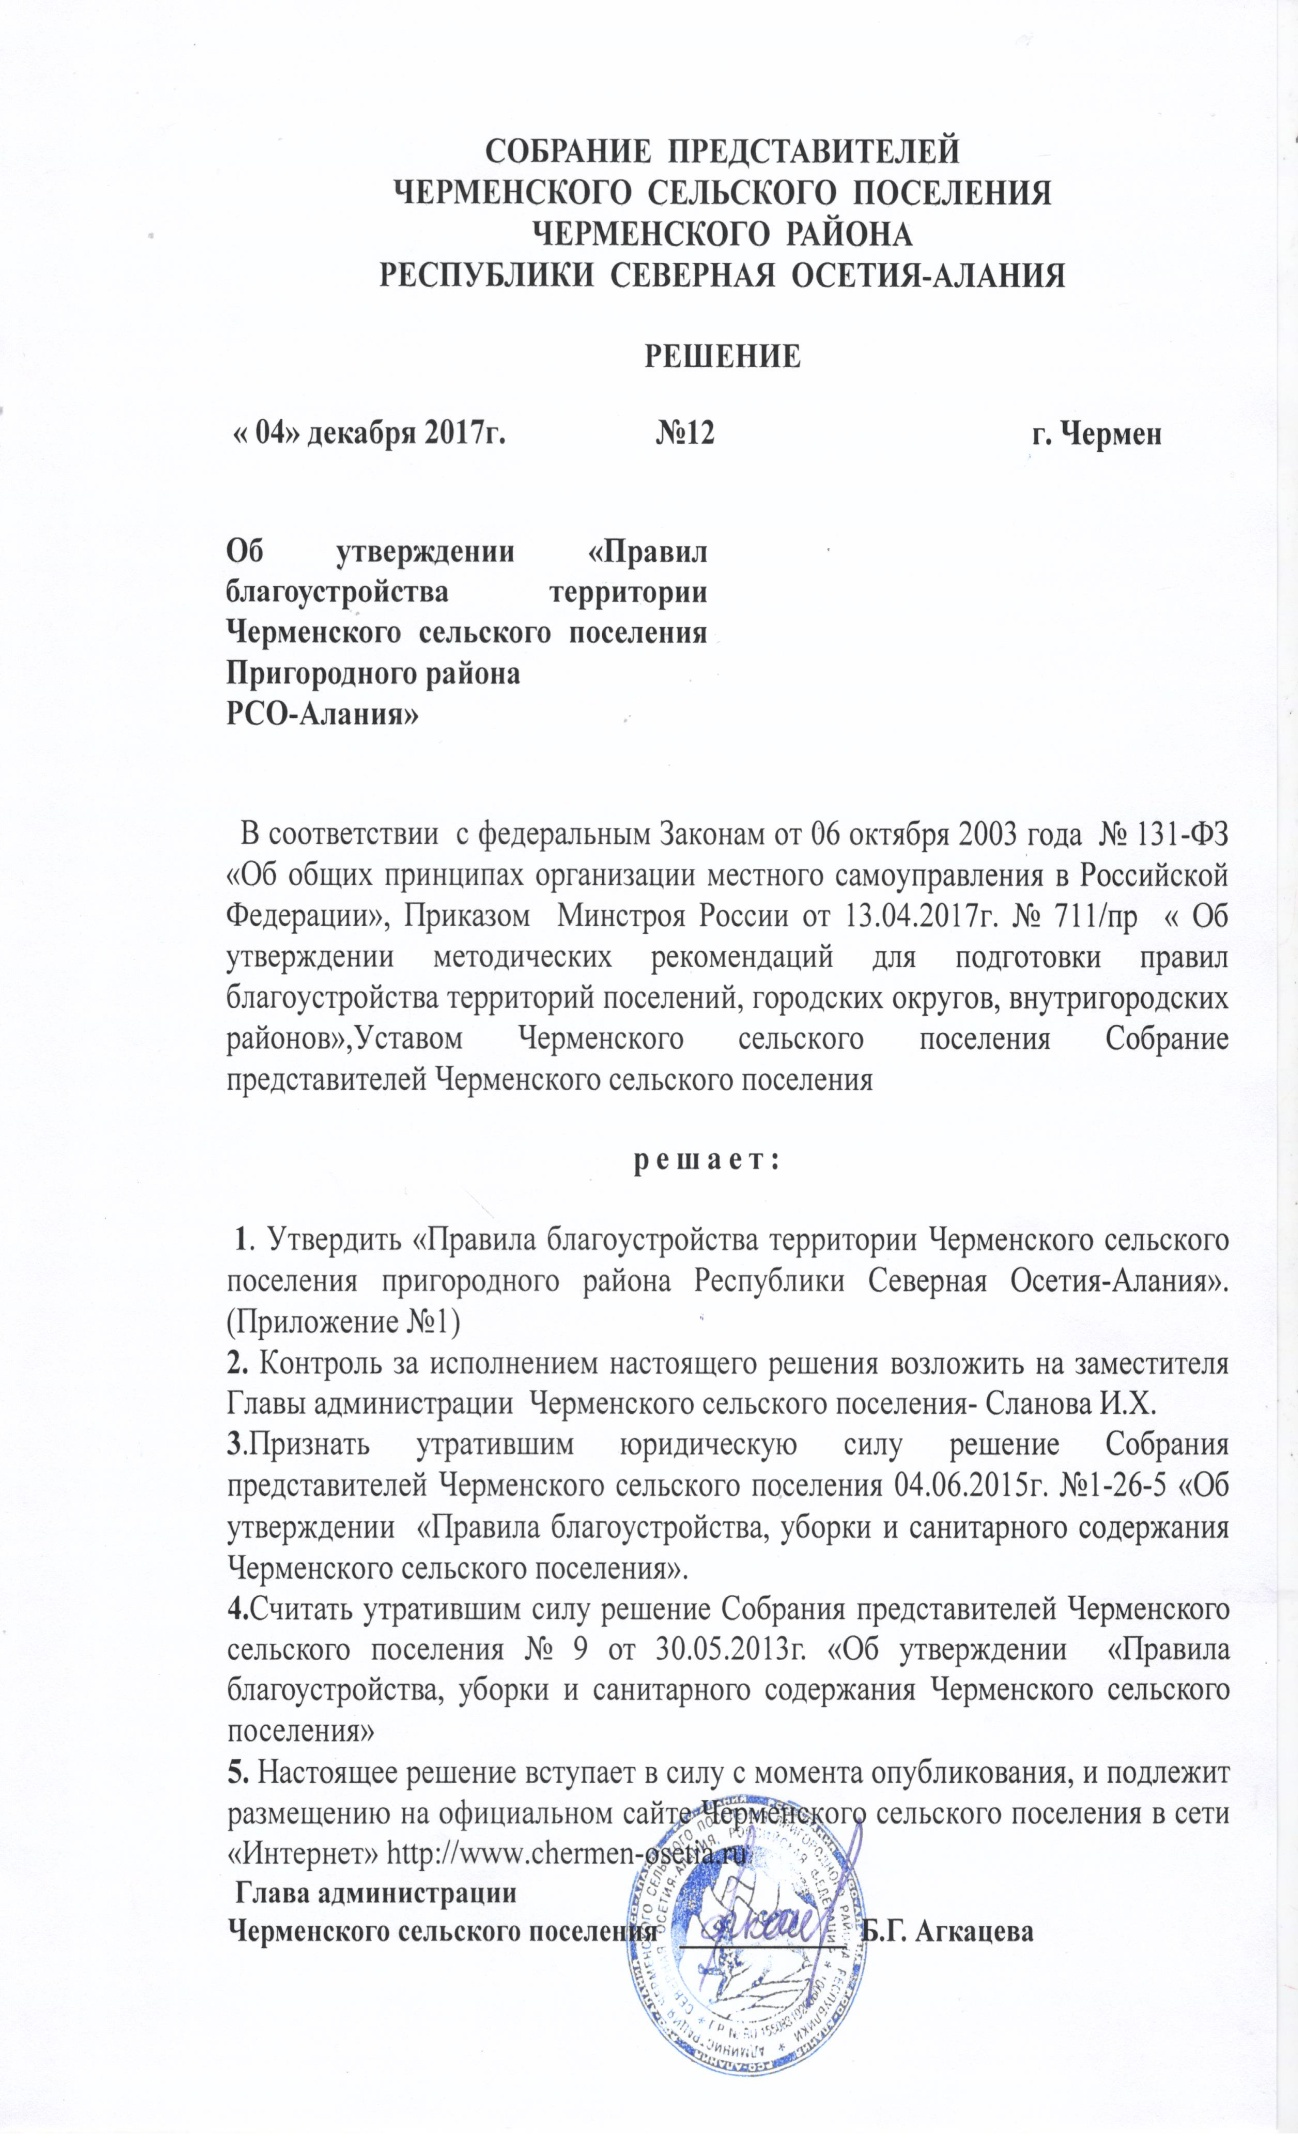 СОБРАНИЕ ПРЕДСТАВИТЕЛЕЙ
ЧЕРМЕНСКОГО СЕЛЬСКОГО ПОСЕЛЕНИЯ
ЧЕРМЕНСКОГО РАЙОНА
РЕСПУБЛИКИ СЕВЕРНАЯ ОСЕТИЯ-АЛАНИЯ
РЕШЕНИЕ
« 04» декабря 2017г. №12 г. Чермен
Об утверждении «Правил
благоустройства территории
Черменского сельского поселения
Пригородного района
РСО-Алания»
В соответствии с федеральным Законам от 06 октября 2003 года № 131-ФЗ
«Об общих принципах организации местного самоуправления в Российской
Федерации», Приказом Минстроя России от 13.04.2017г. № 711/пр « Об
утверждении методических рекомендаций для подготовки правил
благоустройства территорий поселений, городских округов, внутригородских
районов»,Уставом Черменского сельского поселения Собрание
представителей Черменского сельского поселения
р е ш а е т :
1. Утвердить «Правила благоустройства территории Черменского сельского
поселения пригородного района Республики Северная Осетия-Алания».
(Приложение №1)
2. Контроль за исполнением настоящего решения возложить на заместителя
Главы администрации Черменского сельского поселения- Сланова И.Х.
3.Признать утратившим юридическую силу решение Собрания
представителей Черменского сельского поселения 04.06.2015г. №1-26-5 «Об
утверждении «Правила благоустройства, уборки и санитарного содержания
Черменского сельского поселения».
4.Считать утратившим силу решение Собрания представителей Черменского
сельского поселения № 9 от 30.05.2013г. «Об утверждении «Правила
благоустройства, уборки и санитарного содержания Черменского сельского
поселения»
5. Настоящее решение вступает в силу с момента опубликования, и подлежит
размещению на официальном сайте Черменского сельского поселения в сети
«Интернет» http://www.chermen-osetia.ru
Глава администрации
Черменского сельского поселения Б.Г. Агкацева